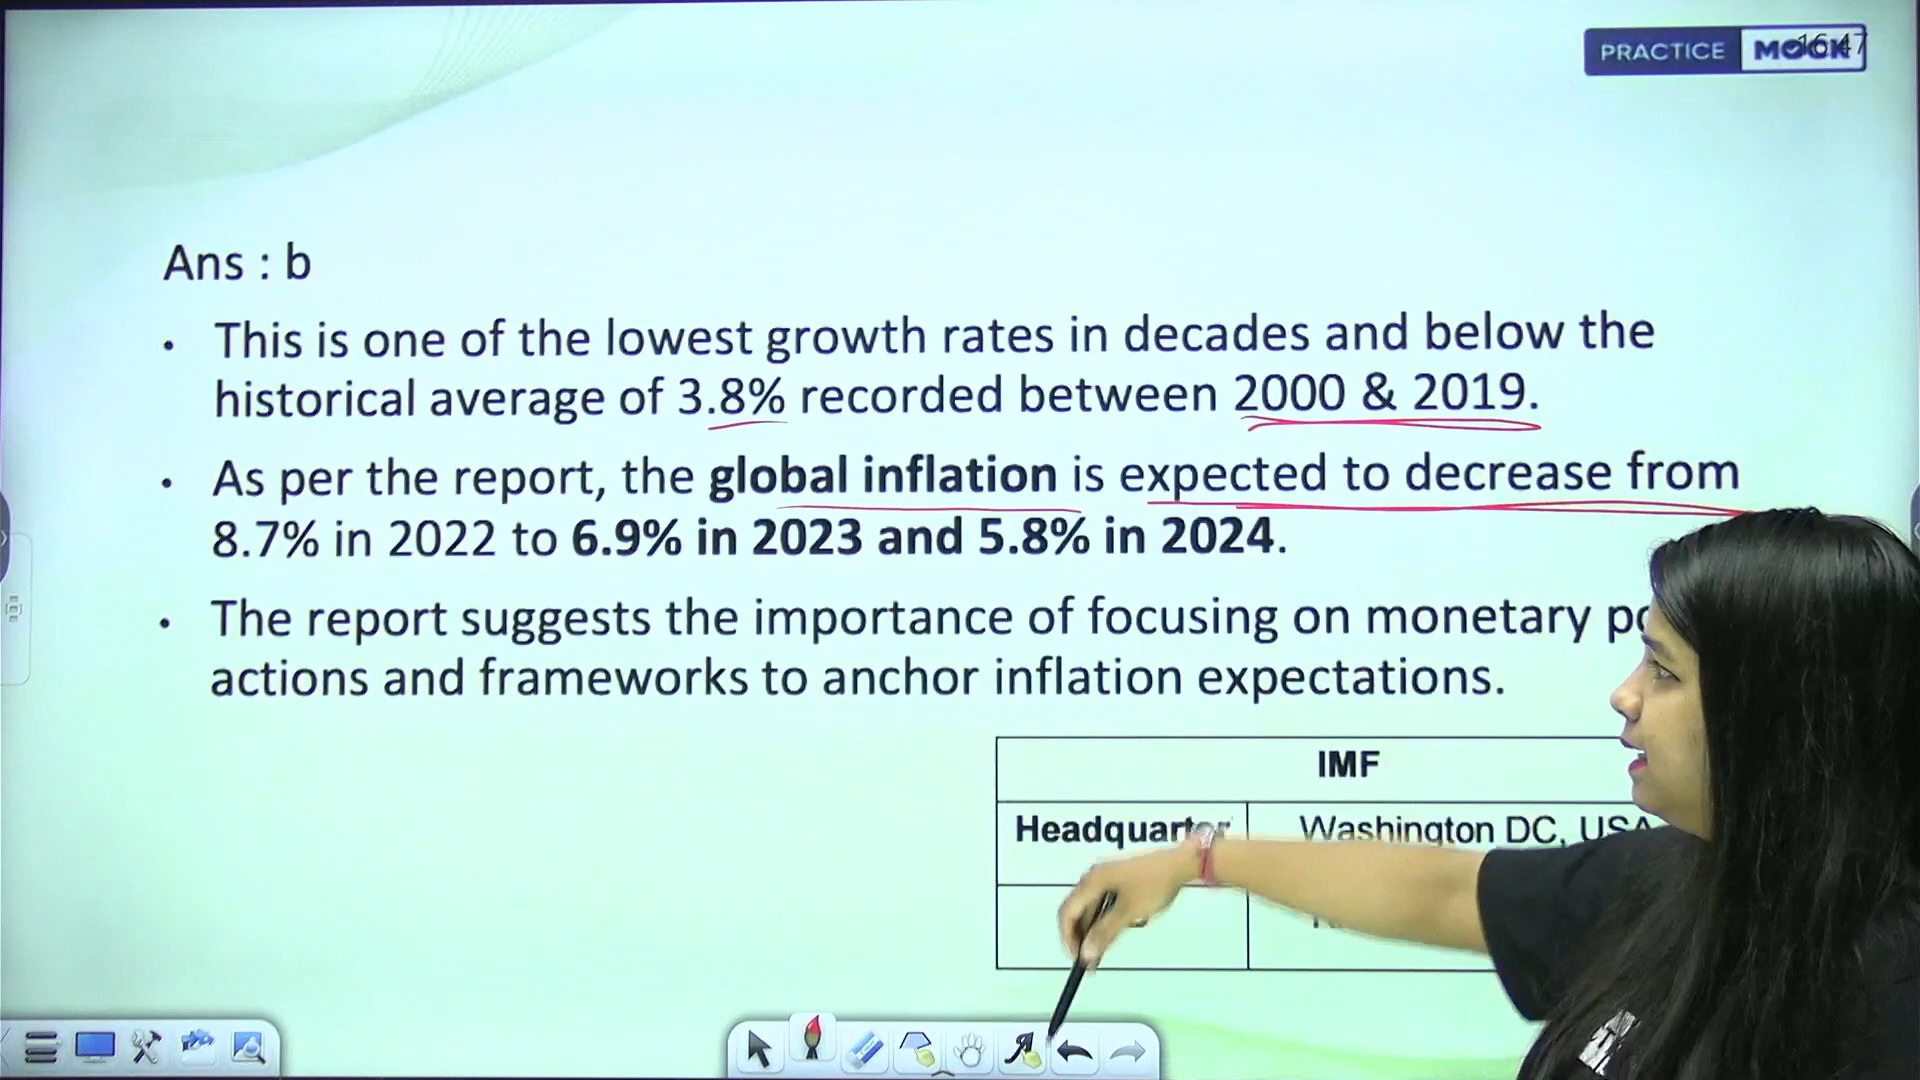 PRACTICE MOCK
16:47
Ans : b
• This is one of the lowest growth rates in decades and below the
historical average of 3.8% recorded between 2000 & 2019.
• As per the report, the global inflation is expected to decrease from
8.7% in 2022 to 6.9% in 2023 and 5.8% in 2024.
• The report suggests the importance of focusing on monetary
actions and frameworks to anchor inflation expectations.
IMF
Headquarter Washington DC, USA